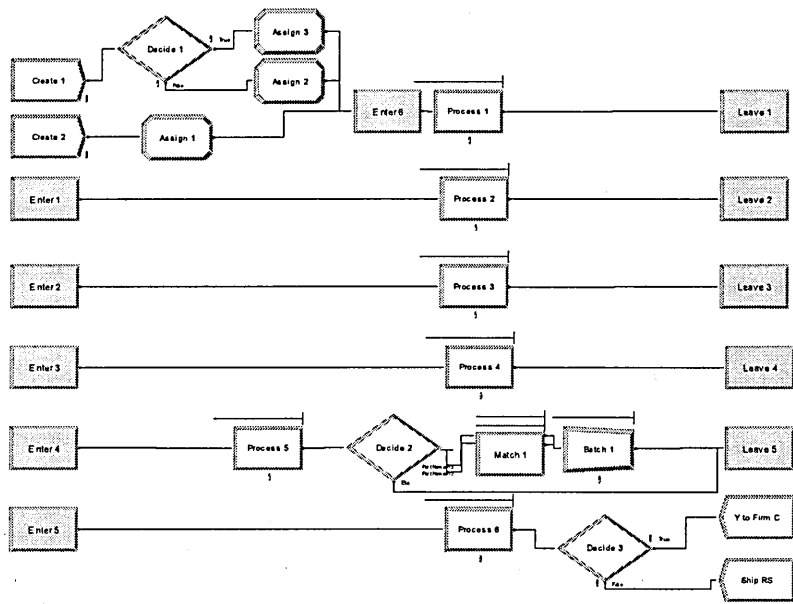 Create 1
Decide 1
True
False
Assign 3
Assign 2
Create 2
Assign 1
Enter 6
Process 1
Leave 1
Enter 1
Process 2
Leave 2
Enter 2
Process 3
Leave 3
Enter 3
Process 4
Leave 4
Enter 4
Process 5
Decide 2
Else
Match 1
Batch 1
Leave 5
Enter 5
Process 6
Decide 3
True
False
Y to Firm C
Ship RS